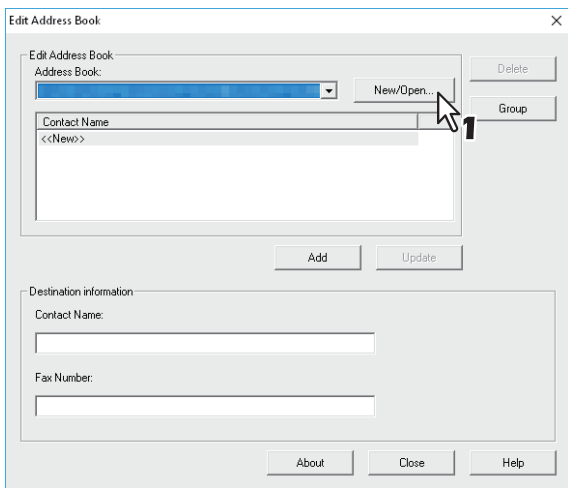 Edit Address Book
Edit Address Book
Address Book:
Delete
New/Open...
Group
1
Contact Name
<<New>>
Add
Update
Destination information
Contact Name:
Fax Number:
About
Close
Help